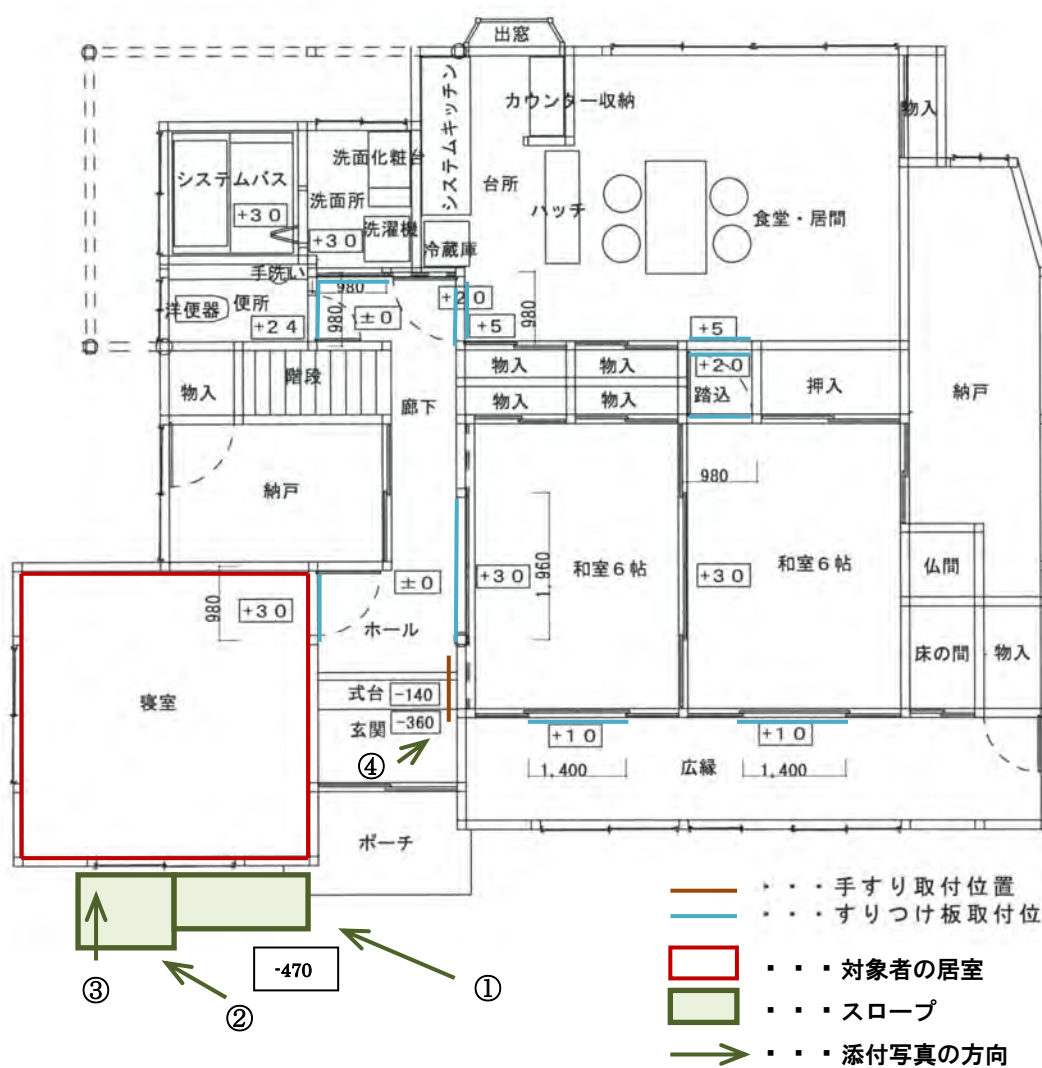 出窓
システムキッチン
カウンター収納
物入
洗面化粧台
システムバス
洗面所
台所
ハッチ
食堂・居間
+30
+30
洗濯機
冷蔵庫
手洗い
980
+20
980
洋便器
便所
+24
980
±0
+5
+5
階段
物入
物入
+20
物入
廊下
物入
物入
踏込
押入
納戸
納戸
980
980
+30
±0
+30
1,960
和室6帖
+30
和室6帖
仏間
ホール
寝室
式台
-140
床の間
物入
玄関
-360
④
+10
+10
1,400
広縁
1,400
ポーチ
-470
③
②
①
・・・手すり取付位置
・・・すりつけ板取付位
・・・対象者の居室
・・・スロープ
・・・添付写真の方向